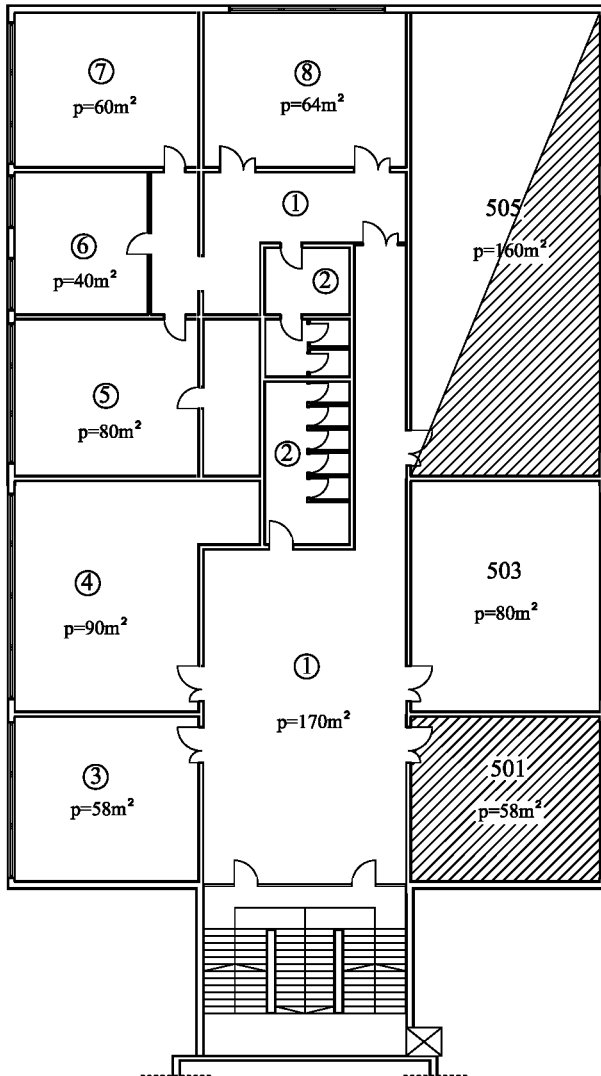 ⑦
p=60m²
⑧
p=64m²
①
505
p=160m²
⑥
p=40m²
②
⑤
p=80m²
②
503
p=80m²
④
p=90m²
①
p=170m²
③
p=58m²
501
p=58m²